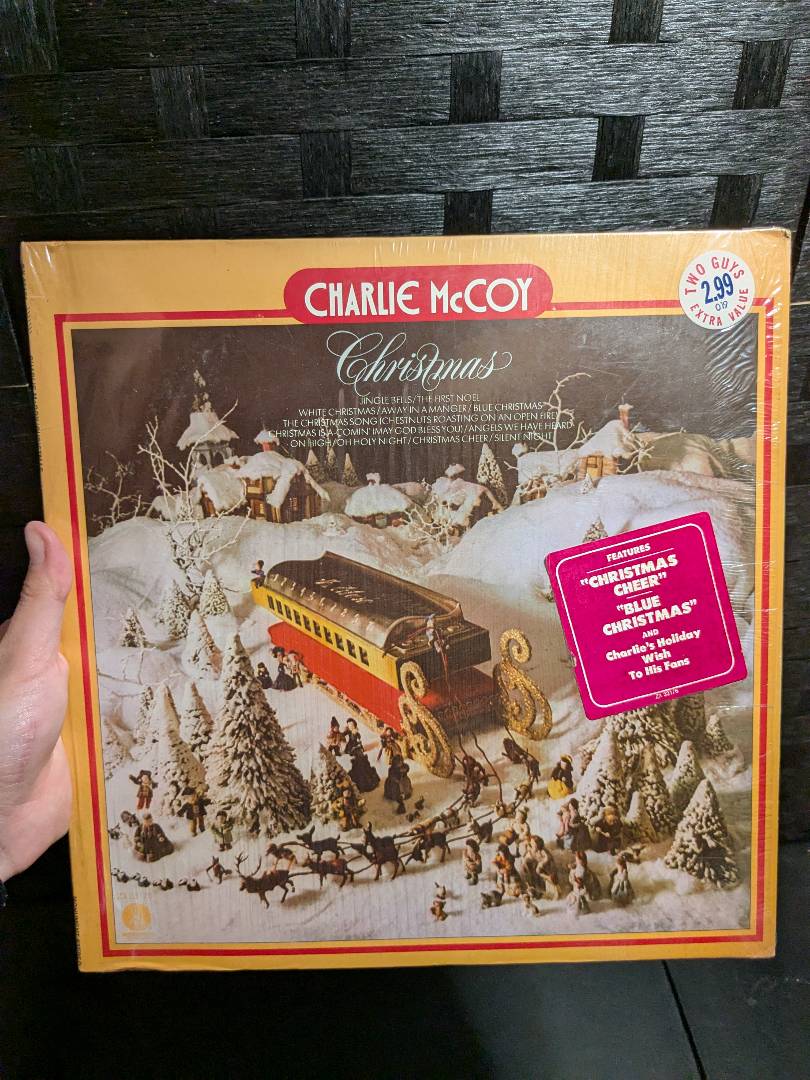 CHARLIE McCOY
TWO GUYS
2.99
EXTRA VALUE
Christmas
JINGLE BELLS/THE FIRST NOEL
WHITE CHRISTMAS/AWAY IN A MANGER/BLUE CHRISTMAS
THE CHRISTMAS SONG (CHESTNUTS ROASTING ON AN OPEN FIRE)
CHRISTMAS IS A-COMIN' (MAY GOD BLESS YOU)/ANGELS WE HAVE HEARD
ON HIGH/OH HOLY NIGHT/CHRISTMAS CHEER/SILENT NIGHT
FEATURES
"CHRISTMAS
CHEER"
"BLUE
CHRISTMAS"
AND
Charlie's Holiday
Wish
To His Fans